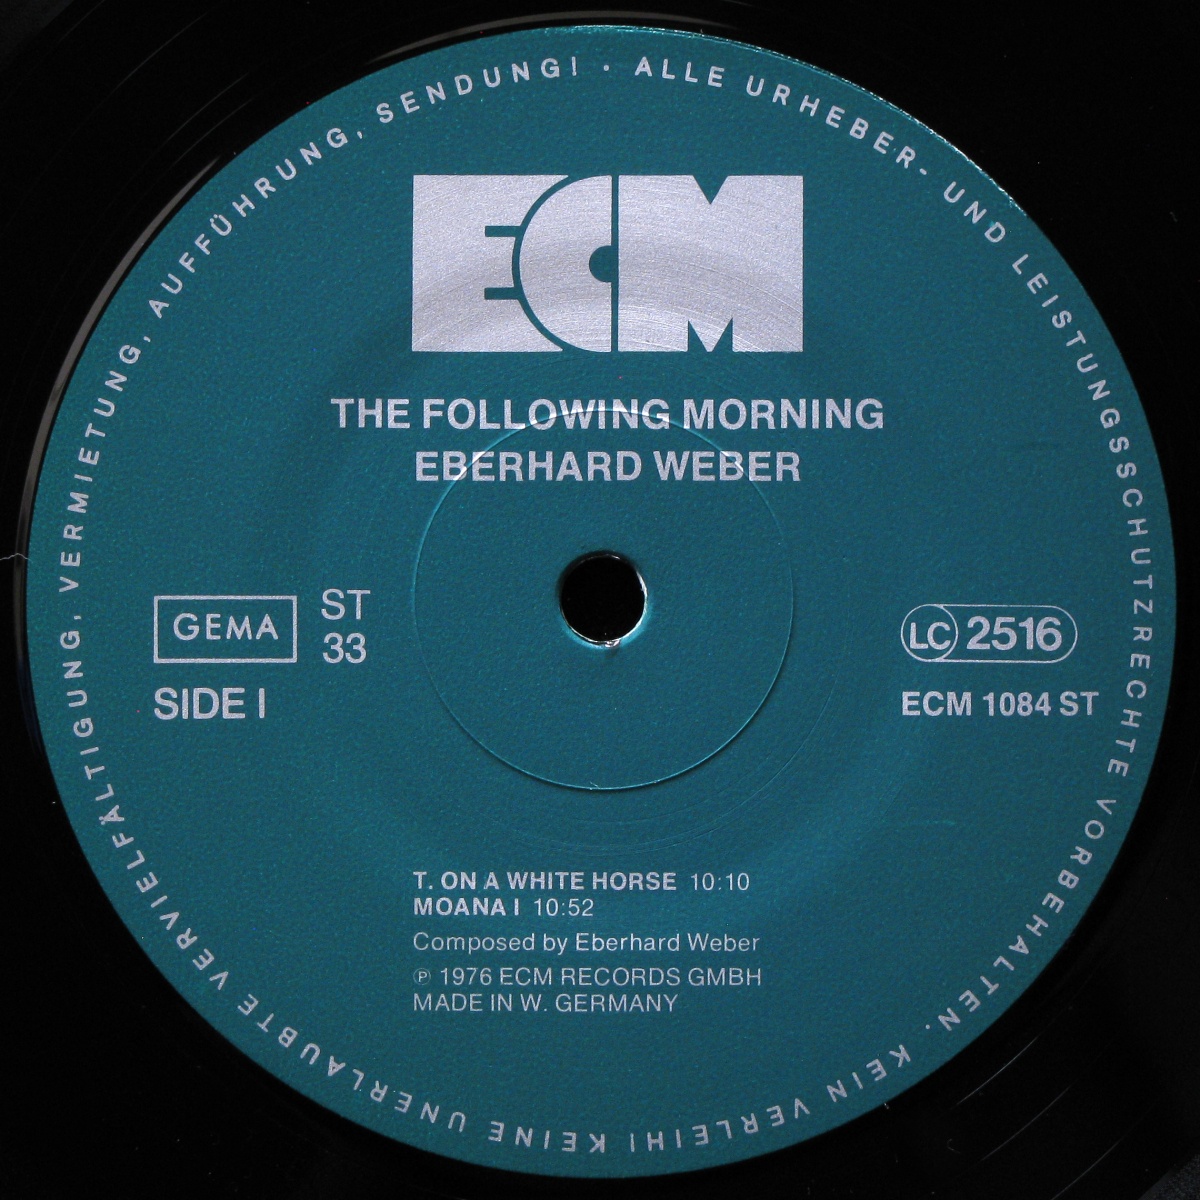 ALLE URHEBER- UND LEISTUNGSSCHUTZRECHTE VORBEHALTEN. KEIN VERLEIH! KEINE UNERLAUBTE VERVIELFÄLTIGUNG, VERMIETUNG, AUFFÜHRUNG, SENDUNG! ·
ECM
THE FOLLOWING MORNING
EBERHARD WEBER
GEMA
ST
33
SIDE I
LC 2516
ECM 1084 ST
T. ON A WHITE HORSE 10:10
MOANA I 10:52
Composed by Eberhard Weber
℗ 1976 ECM RECORDS GMBH
MADE IN W. GERMANY